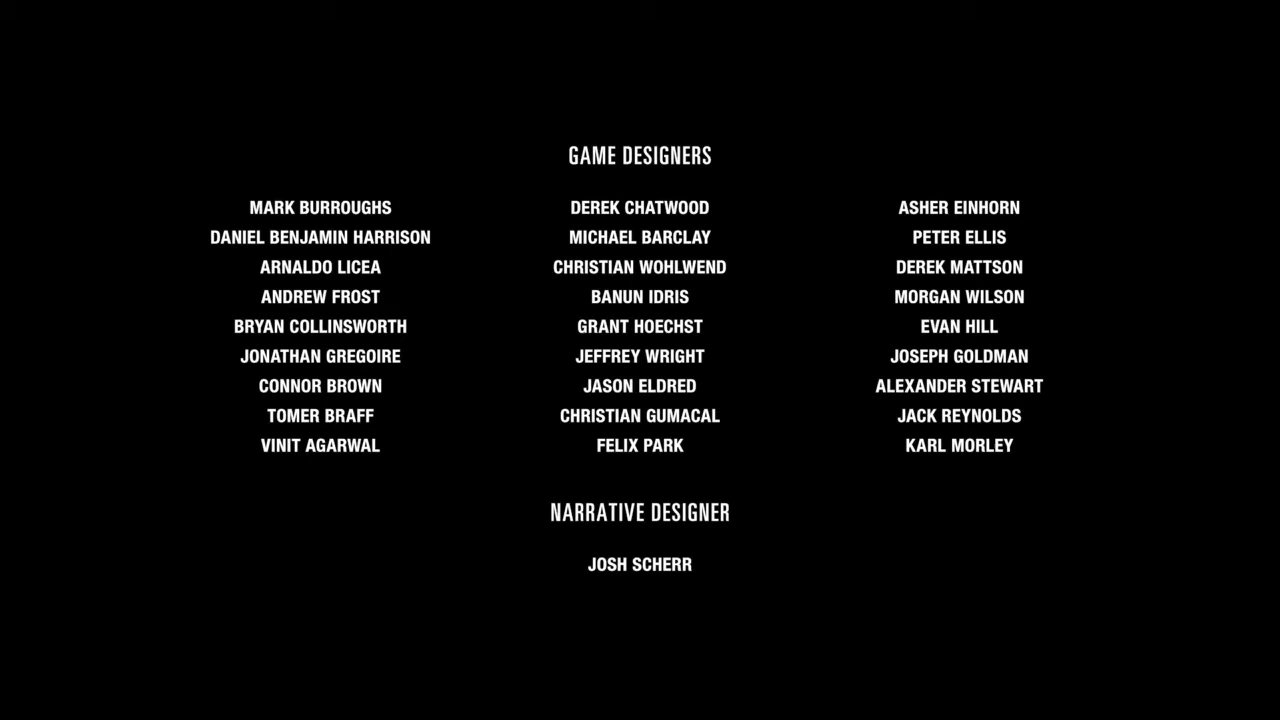 GAME DESIGNERS
MARK BURROUGHS DEREK CHATWOOD ASHER EINHORN
DANIEL BENJAMIN HARRISON MICHAEL BARCLAY PETER ELLIS
ARNALDO LICEA CHRISTIAN WOHLWEND DEREK MATTSON
ANDREW FROST BANUN IDRIS MORGAN WILSON
BRYAN COLLINSWORTH GRANT HOECHST EVAN HILL
JONATHAN GREGOIRE JEFFREY WRIGHT JOSEPH GOLDMAN
CONNOR BROWN JASON ELDRED ALEXANDER STEWART
TOMER BRAFF CHRISTIAN GUMACAL JACK REYNOLDS
VINIT AGARWAL FELIX PARK KARL MORLEY
NARRATIVE DESIGNER
JOSH SCHERR